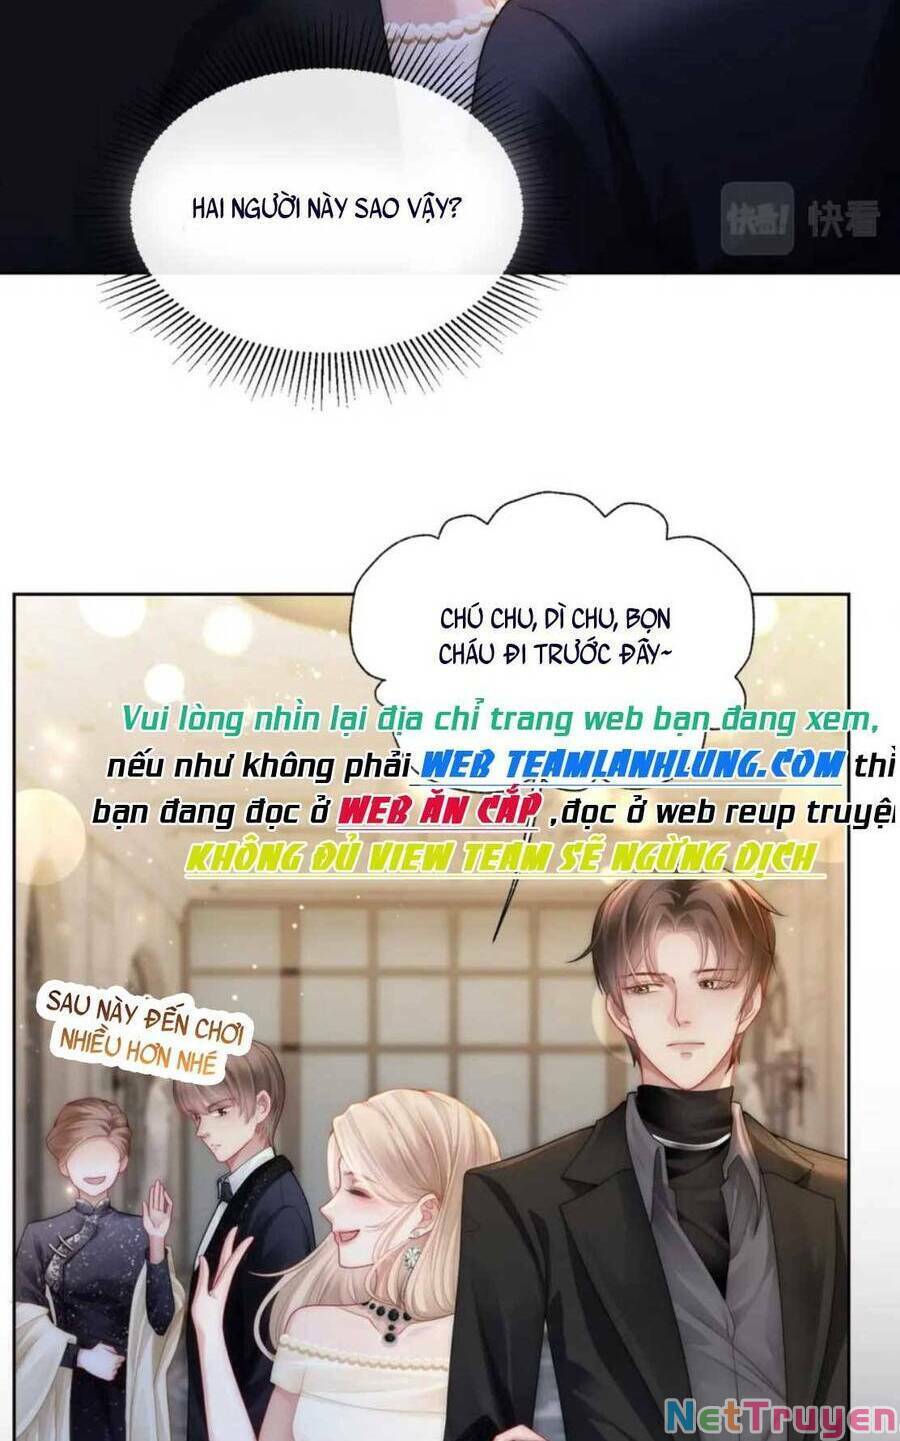 HAI NGƯỜI NÀY SAO VẬY?
快看! 快看
CHÚ CHU, DÌ CHU, BỌN
CHÁU ĐI TRƯỚC ĐÂY~
Vui lòng nhìn lại địa chỉ trang web bạn đang xem,
nếu như không phải WEB TEAMLANHLUNG.COM thì
bạn đang đọc ở WEB ĂN CẮP ,đọc ở web reup truyện
KHÔNG ĐỦ VIEW TEAM SẼ NGỪNG DỊCH
SAU NÀY ĐẾN CHƠI
NHIỀU HƠN NHÉ
NetTruyen